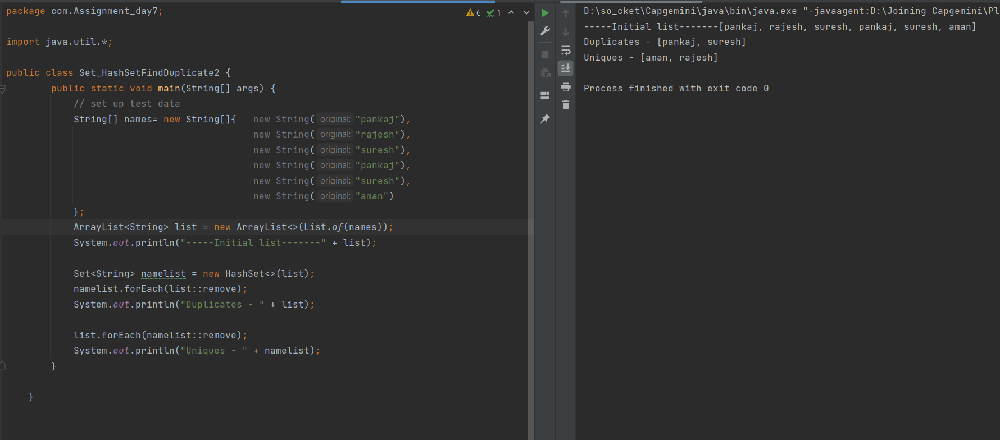 package com.Assignment_day7;
6 1
import java.util.*;
public class Set_HashSetFindDuplicate2 {
public static void main(String[] args) {
// set up test data
String[] names= new String[]{ new String( original: "pankaj"),
new String( original: "rajesh"),
new String( original: "suresh"),
new String( original: "pankaj"),
new String( original: "suresh"),
new String( original: "aman")
};
ArrayList<String> list = new ArrayList<>(List.of(names));
System.out.println("-----Initial list-------" + list);
Set<String> namelist = new HashSet<>(list);
namelist.forEach(list::remove);
System.out.println("Duplicates - " + list);
list.forEach(namelist::remove);
System.out.println("Uniques - " + namelist);
}
}
D:\so_cket\Capgemini\java\bin\java.exe "-javaagent:D:\Joining Capgemini\Pl
-----Initial list-------[pankaj, rajesh, suresh, pankaj, suresh, aman]
Duplicates - [pankaj, suresh]
Uniques - [aman, rajesh]
Process finished with exit code 0